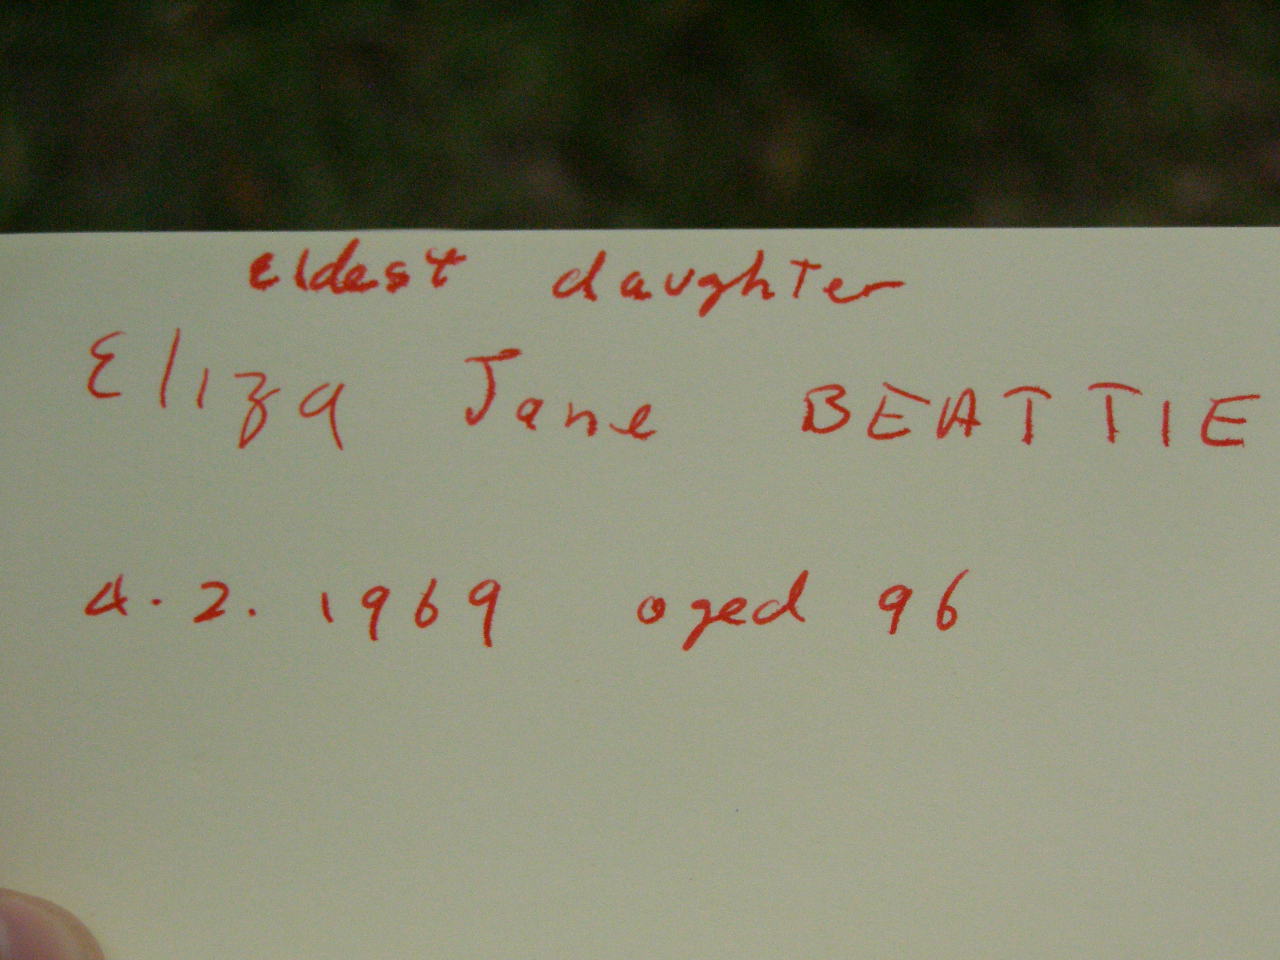 eldest daughter
Eliza Jane BEATTIE
4.2.1969 aged 96